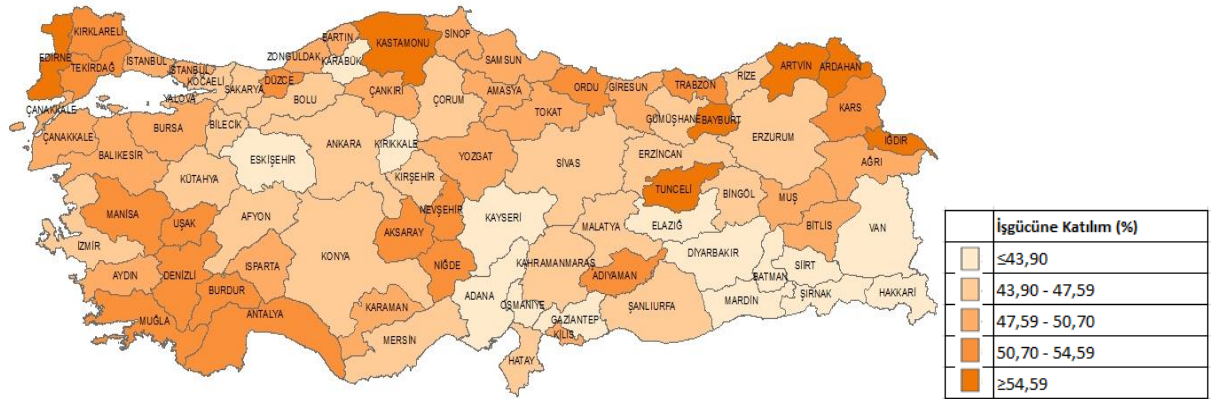 KIRKLARELİ
EDİRNE
TEKİRDAĞ
İSTANBUL
İSTANBUL
KOCAELİ
YALOVA
SAKARYA
DÜZCE
ZONGULDAK
BARTIN
KARABÜK
KASTAMONU
SİNOP
SAMSUN
ÇANKIRI
BOLU
ÇORUM
AMASYA
TOKAT
ORDU
GİRESUN
TRABZON
RİZE
ARTVİN
ARDAHAN
KARS
GÜMÜŞHANE
BAYBURT
ERZURUM
IĞDIR
AĞRI
ÇANAKKALE
ÇANAKKALE
BALIKESİR
BURSA
BİLECİK
ESKİŞEHİR
KÜTAHYA
ANKARA
KIRIKKALE
KIRŞEHİR
YOZGAT
SİVAS
ERZİNCAN
TUNCELİ
BİNGÖL
MUŞ
BİTLİS
VAN
MANİSA
UŞAK
AFYON
İZMİR
AYDIN
DENİZLİ
ISPARTA
BURDUR
MUĞLA
ANTALYA
KONYA
AKSARAY
NEVŞEHİR
NİĞDE
KAYSERİ
KARAMAN
MERSİN
ADANA
OSMANİYE
KAHRAMANMARAŞ
MALATYA
ELAZIĞ
ADIYAMAN
DİYARBAKIR
BATMAN
SİİRT
ŞIRNAK
HAKKARİ
MARDİN
ŞANLIURFA
GAZİANTEP
KİLİS
HATAY
İşgücüne Katılım (%)
≤43,90
43,90 - 47,59
47,59 - 50,70
50,70 - 54,59
≥54,59